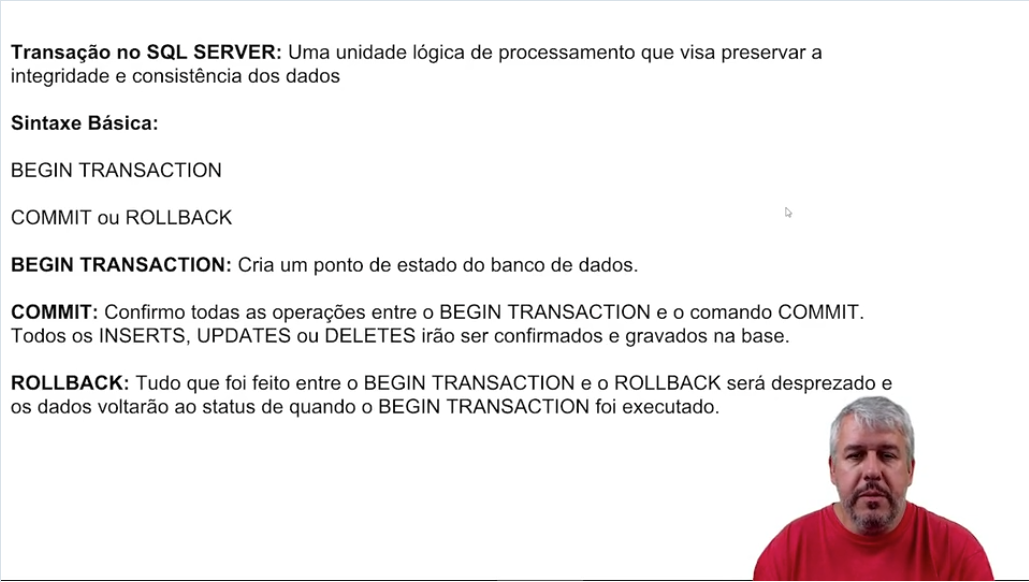 Transação no SQL SERVER: Uma unidade lógica de processamento que visa preservar a
integridade e consistência dos dados
Sintaxe Básica:
BEGIN TRANSACTION
COMMIT ou ROLLBACK
BEGIN TRANSACTION: Cria um ponto de estado do banco de dados.
COMMIT: Confirmo todas as operações entre o BEGIN TRANSACTION e o comando COMMIT.
Todos os INSERTS, UPDATES ou DELETES irão ser confirmados e gravados na base.
ROLLBACK: Tudo que foi feito entre o BEGIN TRANSACTION e o ROLLBACK será desprezado e
os dados voltarão ao status de quando o BEGIN TRANSACTION foi executado.